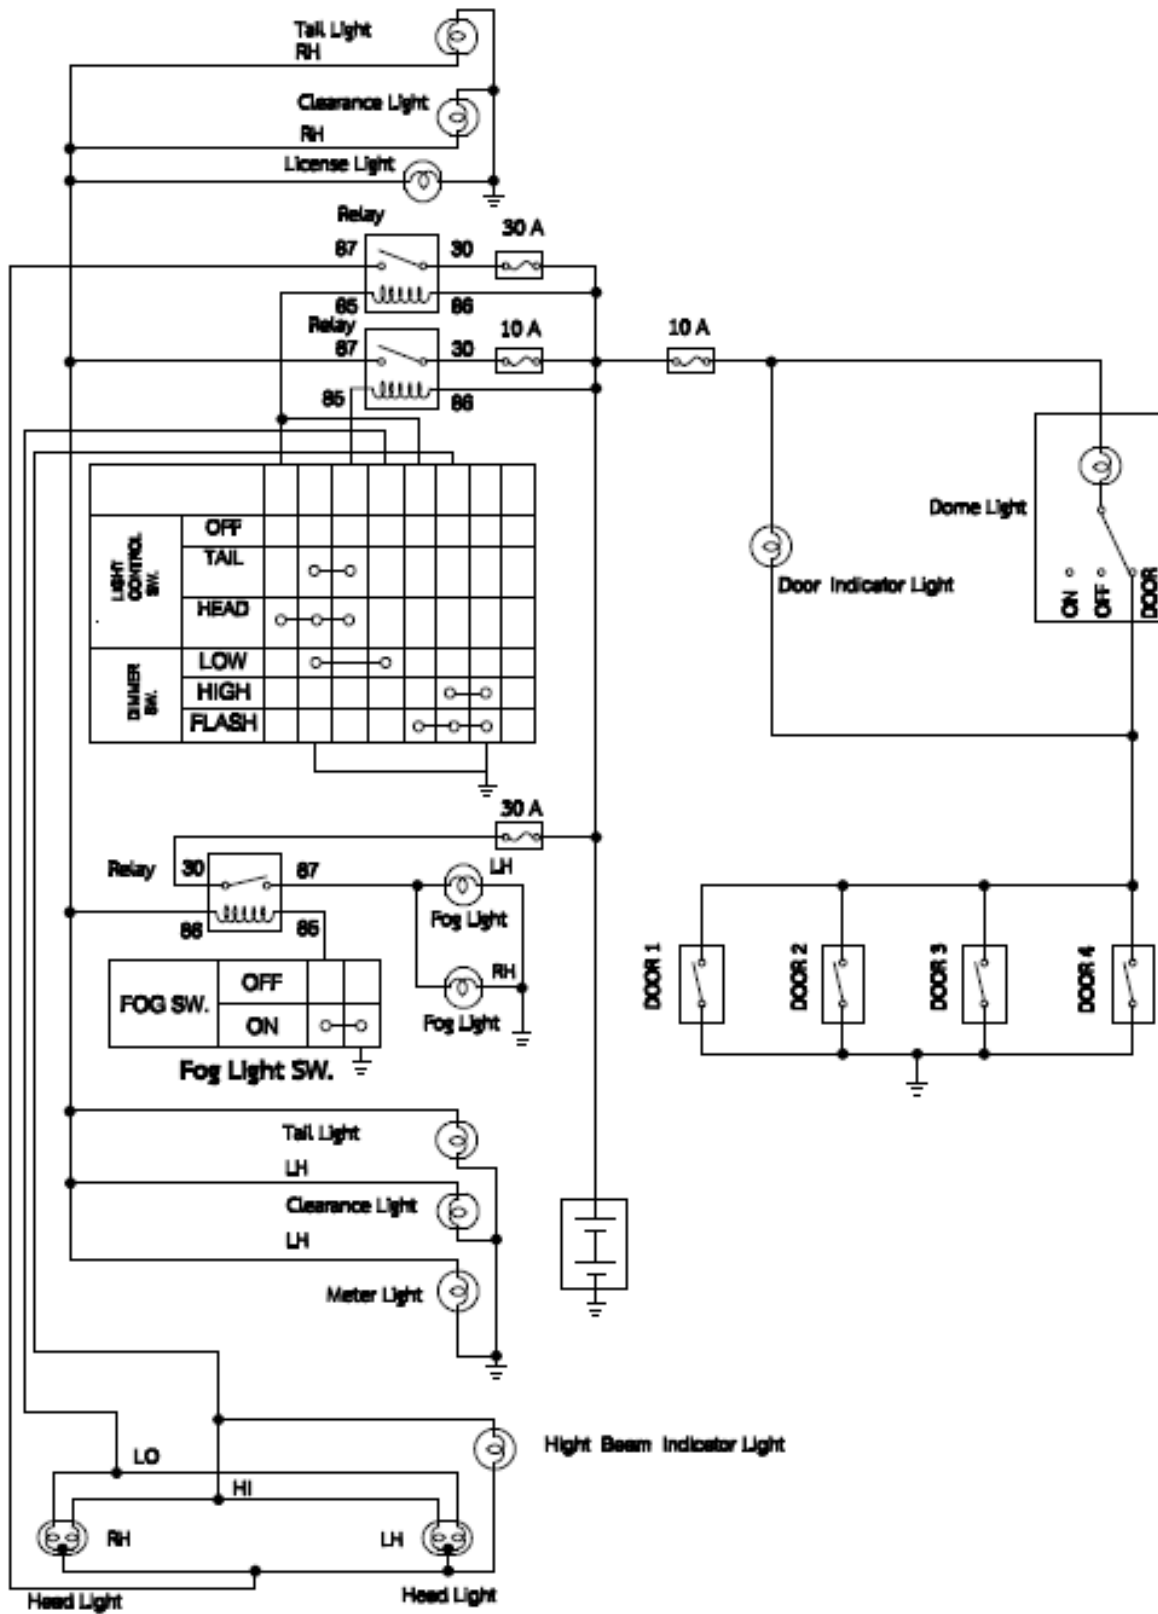 Tail Light
RH
Clearance Light
RH
License Light
Relay
30 A
87
30
85
86
Relay
10 A
10 A
87
30
85
86
Dome Light
Door Indicator Light
ON
OFF
DOOR
LIGHT
CONTROL
SW.
OFF
TAIL
HEAD
DIMMER
SW.
LOW
HIGH
FLASH
30 A
Relay
30
87
LH
86
85
Fog Light
RH
Fog Light
FOG SW.
OFF
ON
Fog Light SW.
DOOR 1
DOOR 2
DOOR 3
DOOR 4
Tail Light
LH
Clearance Light
LH
Meter Light
Hight Beam Indicator Light
LO
HI
RH
LH
Head Light
Head Light